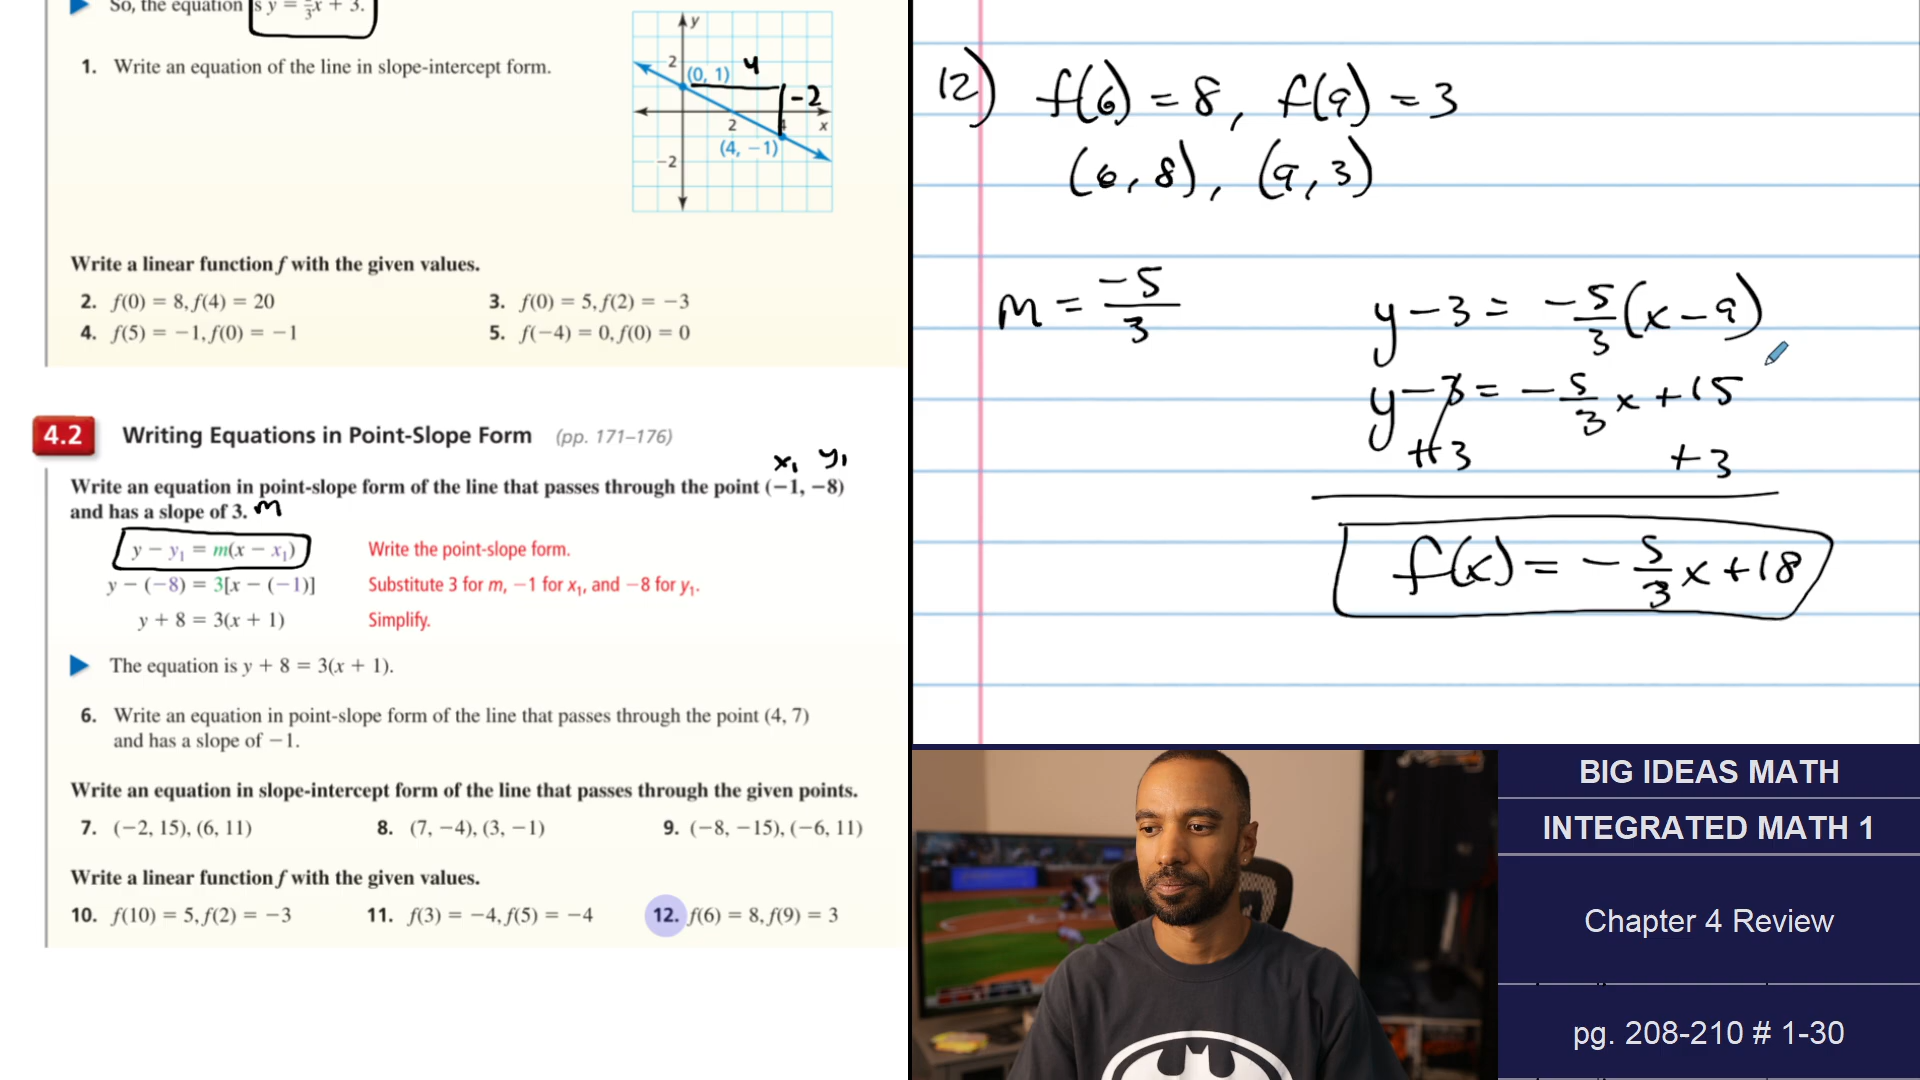 So, the equation is y = x + 3.
1. Write an equation of the line in slope-intercept form.
y
2
(0, 1)
4
-2
2
x
(4, −1)
−2
Write a linear function f with the given values.
2. f(0) = 8, f(4) = 20
3. f(0) = 5, f(2) = −3
4. f(5) = −1, f(0) = −1
5. f(−4) = 0, f(0) = 0
4.2 Writing Equations in Point-Slope Form (pp. 171–176)
x₁ y₁
Write an equation in point-slope form of the line that passes through the point (−1, −8)
and has a slope of 3. m
y − y₁ = m(x − x₁) Write the point-slope form.
y − (−8) = 3[x − (−1)] Substitute 3 for m, −1 for x₁, and −8 for y₁.
y + 8 = 3(x + 1) Simplify.
The equation is y + 8 = 3(x + 1).
6. Write an equation in point-slope form of the line that passes through the point (4, 7)
and has a slope of −1.
Write an equation in slope-intercept form of the line that passes through the given points.
7. (−2, 15), (6, 11)
8. (7, −4), (3, −1)
9. (−8, −15), (−6, 11)
Write a linear function f with the given values.
10. f(10) = 5, f(2) = −3
11. f(3) = −4, f(5) = −4
12. f(6) = 8, f(9) = 3
12) f(6) = 8, f(9) = 3
(6, 8), (9, 3)
m = -5/3
y - 3 = -5/3(x - 9)
y - 3 = -5/3x + 15
+3 +3
f(x) = -5/3x + 18
BIG IDEAS MATH
INTEGRATED MATH 1
Chapter 4 Review
pg. 208-210 # 1-30